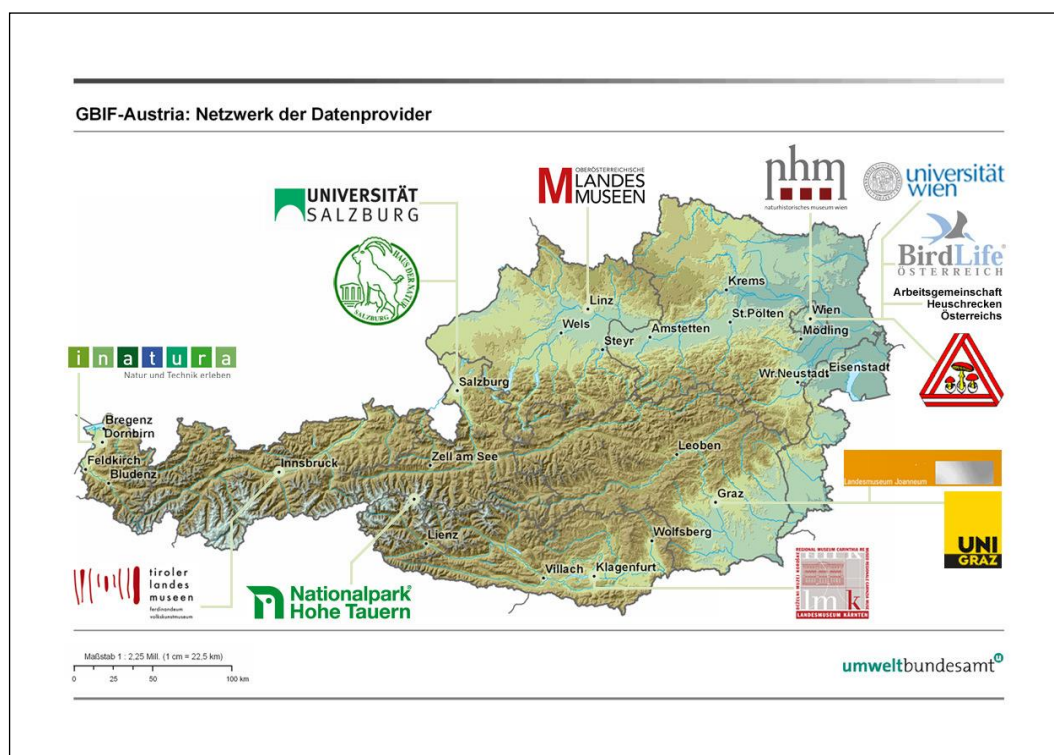 GBIF-Austria: Netzwerk der Datenprovider
UNIVERSITÄT
SALZBURG
HAUS DER NATUR
SALZBURG
OBERÖSTERREICHISCHE
LANDES
MUSEEN
nhm
naturhistorisches museum wien
universität
wien
BirdLife
ÖSTERREICH
Arbeitsgemeinschaft
Heuschrecken
Österreichs
inatura
Natur und Technik erleben
Krems
Linz
St.Pölten
Wien
Wels
Amstetten
Mödling
Steyr
Wr.Neustadt
Eisenstadt
Salzburg
Bregenz
Dornbirn
Feldkirch
Bludenz
Innsbruck
Zell am See
Leoben
Graz
Lienz
Wolfsberg
Villach
Klagenfurt
Landesmuseum Joanneum
UNI
GRAZ
tiroler
landes
museen
ferdinandeum
volkskunstmuseum
Nationalpark
Hohe Tauern
lmk
LANDESMUSEUM KÄRNTEN
Maßstab 1 : 2,25 Mill. (1 cm = 22,5 km)
0 25 50 100 km
umweltbundesamt